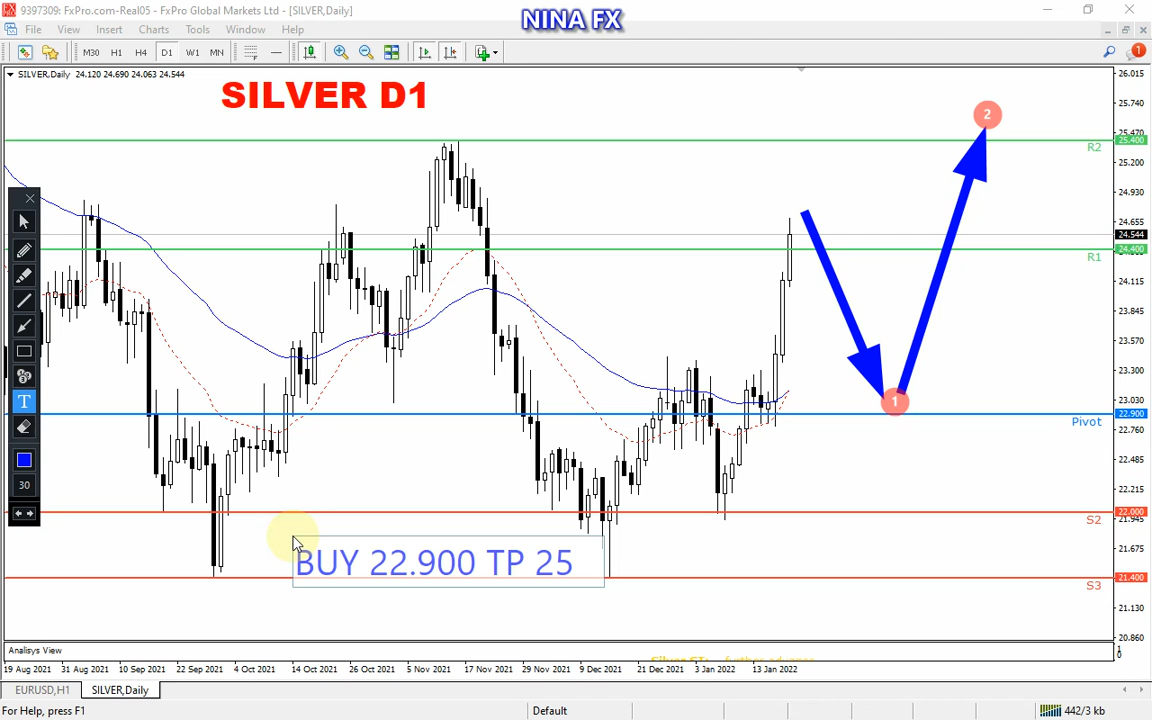 9397309: FxPro.com-Real05 - FxPro Global Markets Ltd - [SILVER,Daily]
NINA FX
File View Insert Charts Tools Window Help
M30 H1 H4 D1 W1 MN
1
SILVER,Daily 24.120 24.690 24.063 24.544
SILVER D1
26.015
25.740
2
25.470
25.400
R2
25.200
24.930
24.655
24.544
24.400
R1
24.115
23.845
23.570
23.300
23.030
1
22.900
Pivot
22.760
22.485
T
30
22.215
22.000
S2
21.945
21.675
BUY 22.900 TP 25
21.400
S3
21.130
20.860
Analisys View
19 Aug 2021 31 Aug 2021 10 Sep 2021 22 Sep 2021 4 Oct 2021 14 Oct 2021 26 Oct 2021 5 Nov 2021 17 Nov 2021 29 Nov 2021 9 Dec 2021 21 Dec 2021 3 Jan 2022 13 Jan 2022
EURUSD,H1 SILVER,Daily
For Help, press F1 Default 442/3 kb